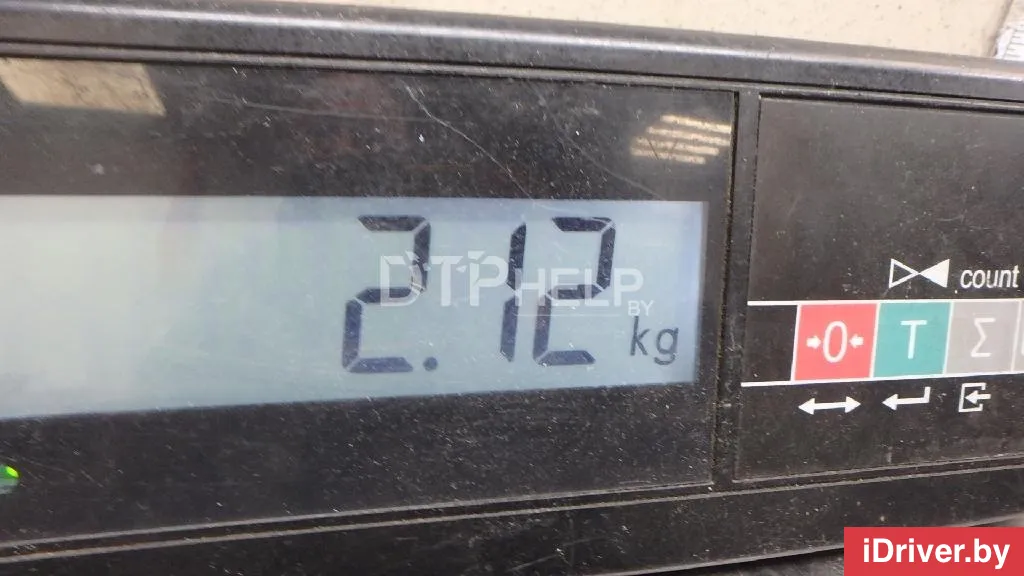 2.12 kg
DTPHELP
BY
count
→0← T Σ
iDriver.by